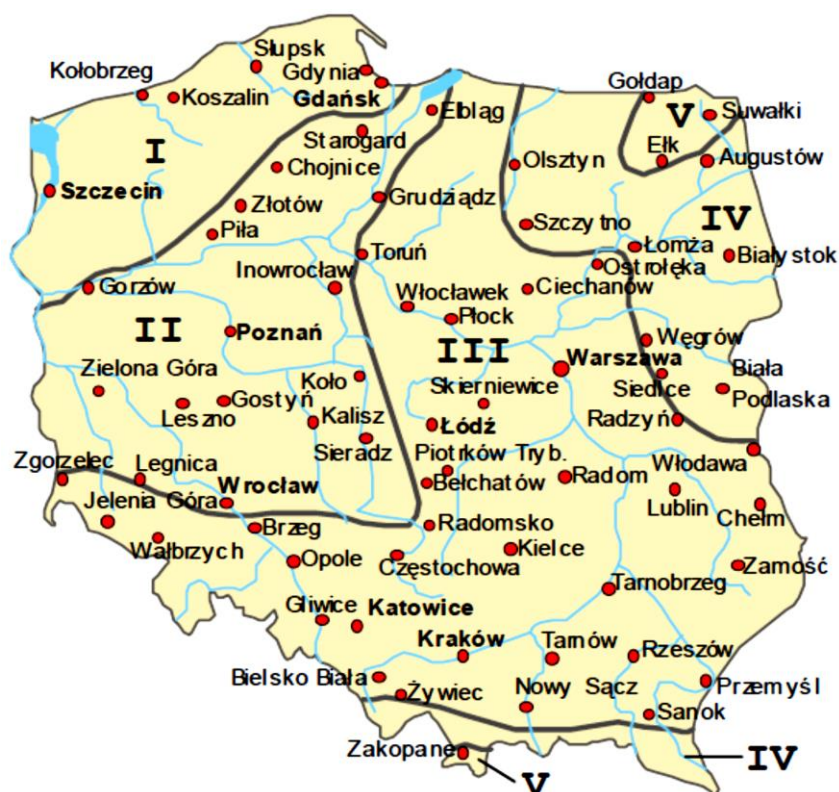 Słupsk
Kołobrzeg
Gdynia
Gołdap
Koszalin
Gdańsk
Elbląg
V
Suwałki
I
Starogard
Ełk
Augustów
Chojnice
Olsztyn
Szczecin
Złotów
Grudziądz
IV
Piła
Szczytno
Toruń
Łomża
Białystok
Inowrocław
Ostrołęka
Gorzów
Włocławek
Ciechanów
Płock
II
Poznań
III
Węgrów
Zielona Góra
Warszawa
Biała
Podlaska
Koło
Skierniewice
Siedlce
Leszno
Gostyń
Kalisz
Łódź
Radzyń
Sieradz
Piotrków Tryb.
Zgorzelec
Legnica
Włodawa
Wrocław
Bełchatów
Radom
Jelenia Góra
Lublin
Chełm
Brzeg
Radomsko
Wałbrzych
Opole
Częstochowa
Kielce
Zamość
Tarnobrzeg
Gliwice
Katowice
Kraków
Tarnów
Rzeszów
Bielsko Biała
Żywiec
Nowy Sącz
Przemyśl
Sanok
Zakopane
V
IV